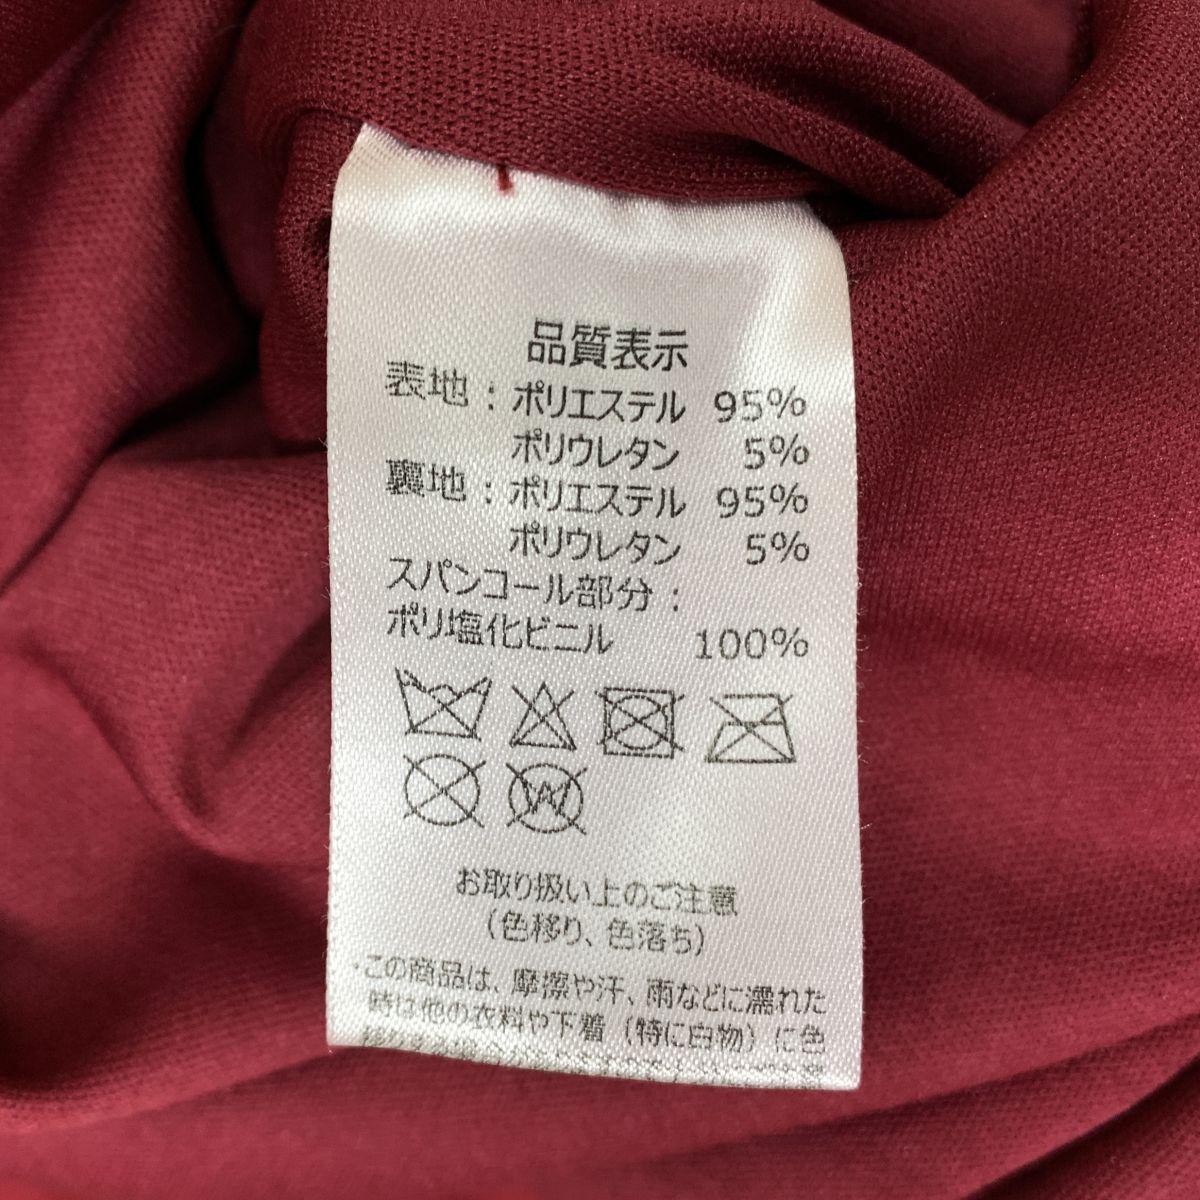 品質表示
表地：ポリエステル 95%
ポリウレタン 5%
裏地：ポリエステル 95%
ポリウレタン 5%
スパンコール部分：
ポリ塩化ビニル 100%
W
お取り扱い上のご注意
(色移り、色落ち)
・この商品は、摩擦や汗、雨などに濡れた
時は他の衣料や下着（特に白物）に色